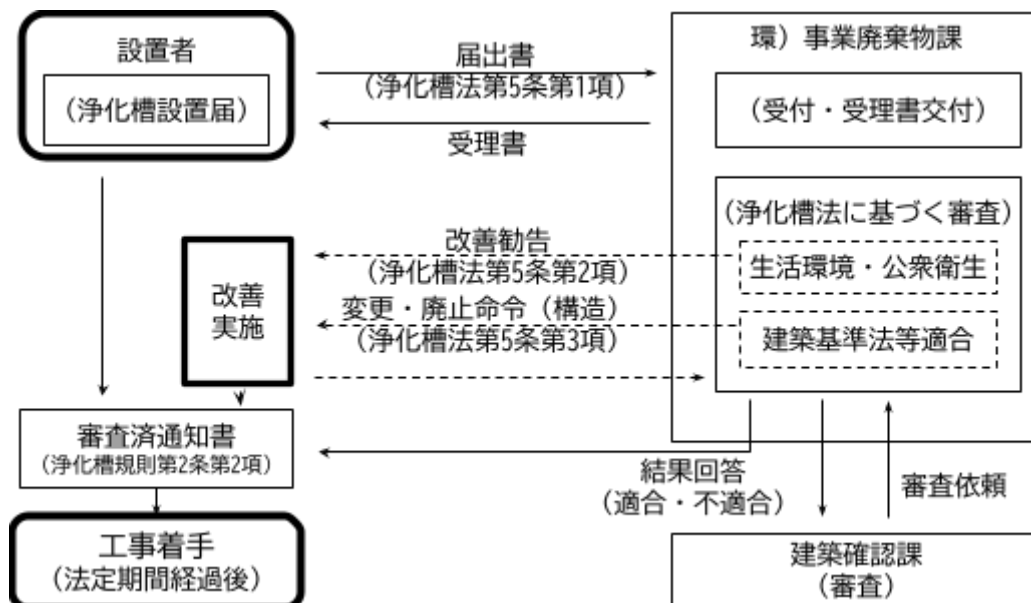 設置者
(浄化槽設置届)
届出書
(浄化槽法第5条第1項)
受理書
環）事業廃棄物課
(受付・受理書交付)
(浄化槽法に基づく審査)
生活環境・公衆衛生
建築基準法等適合
改善勧告
(浄化槽法第5条第2項)
変更・廃止命令（構造）
(浄化槽法第5条第3項)
改善
実施
審査済通知書
(浄化槽規則第2条第2項)
結果回答
(適合・不適合)
審査依頼
工事着手
(法定期間経過後)
建築確認課
(審査)